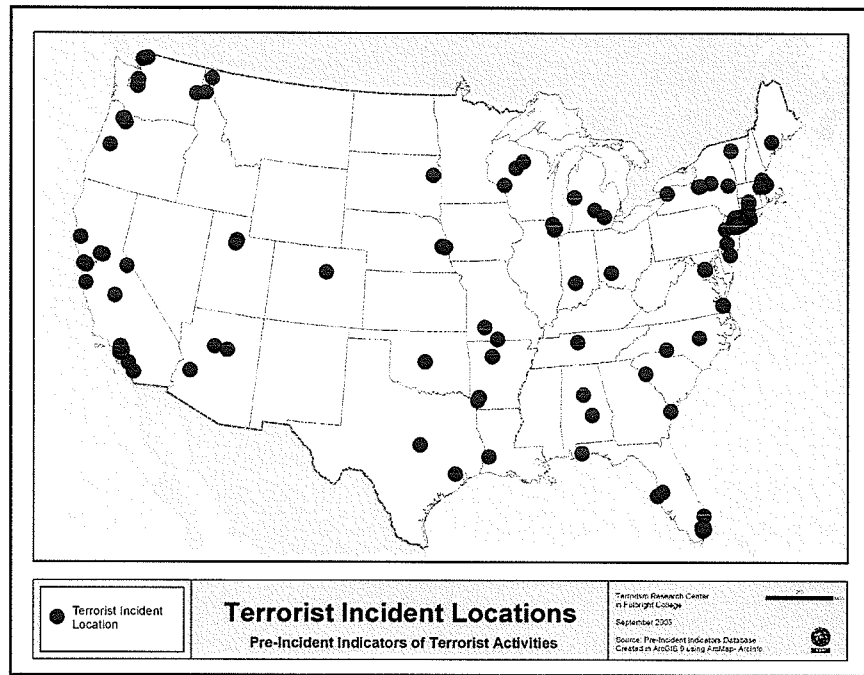 Terrorist Incident
Location
Terrorist Incident Locations
Pre-Incident Indicators of Terrorist Activities
Terrorism Research Center
in Fulbright College
September 2005
Source: Pre-Incident Indicators Database
Created in ArcGIS 9 using ArcMap- ArcInfo